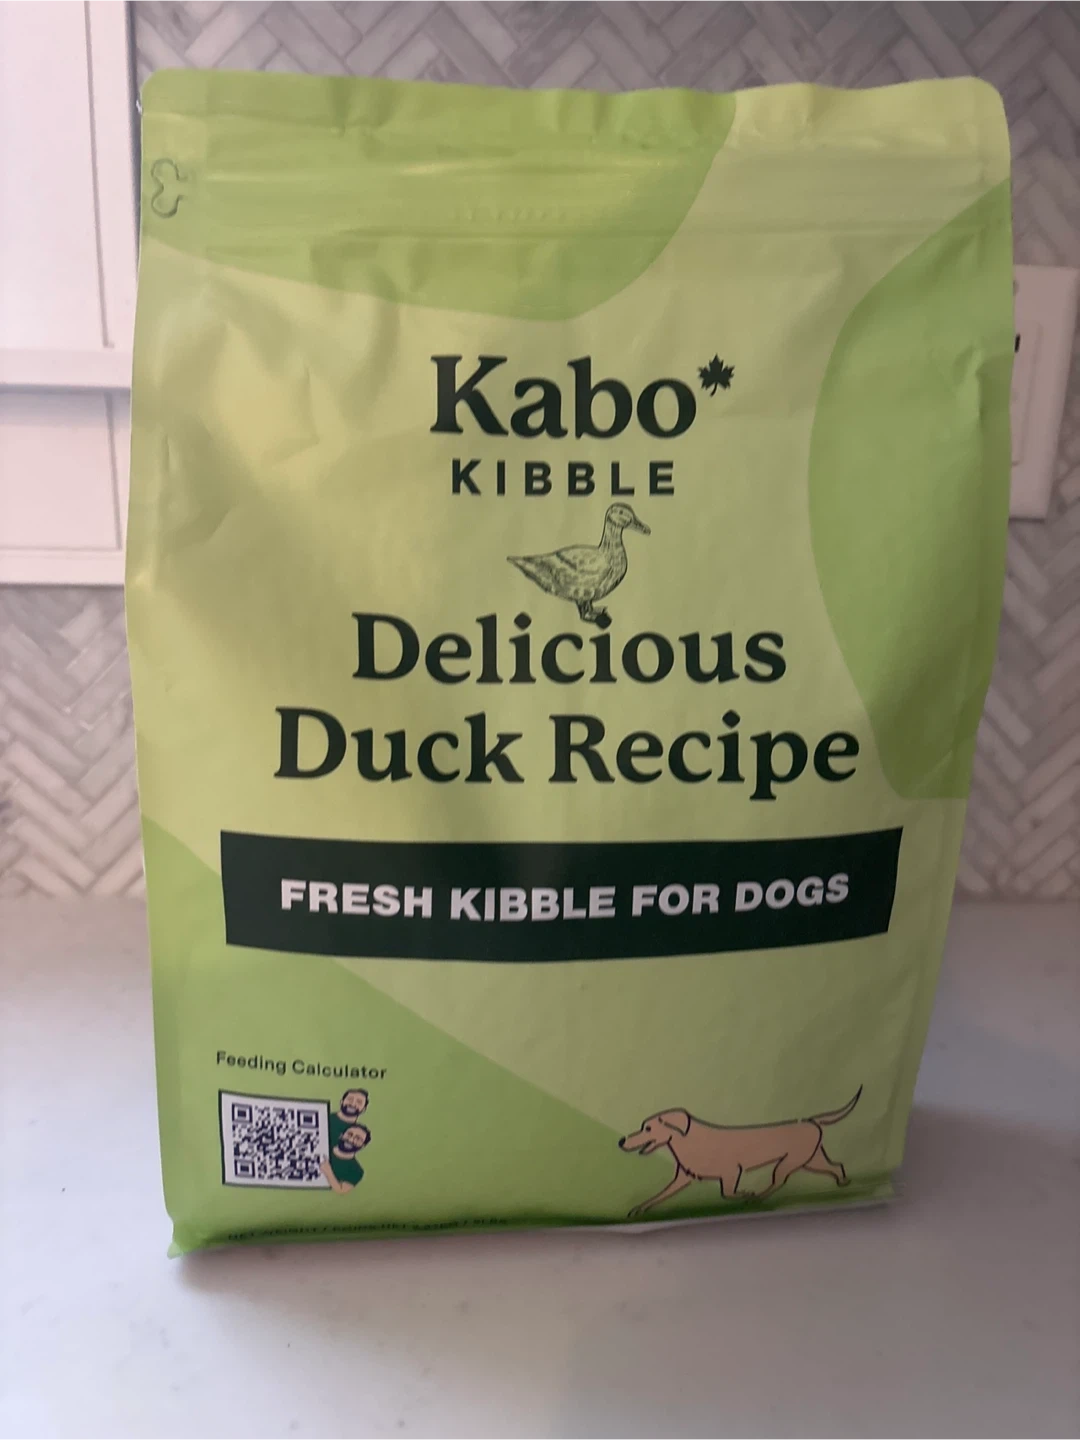 Kabo
KIBBLE
Delicious
Duck Recipe
FRESH KIBBLE FOR DOGS
Feeding Calculator